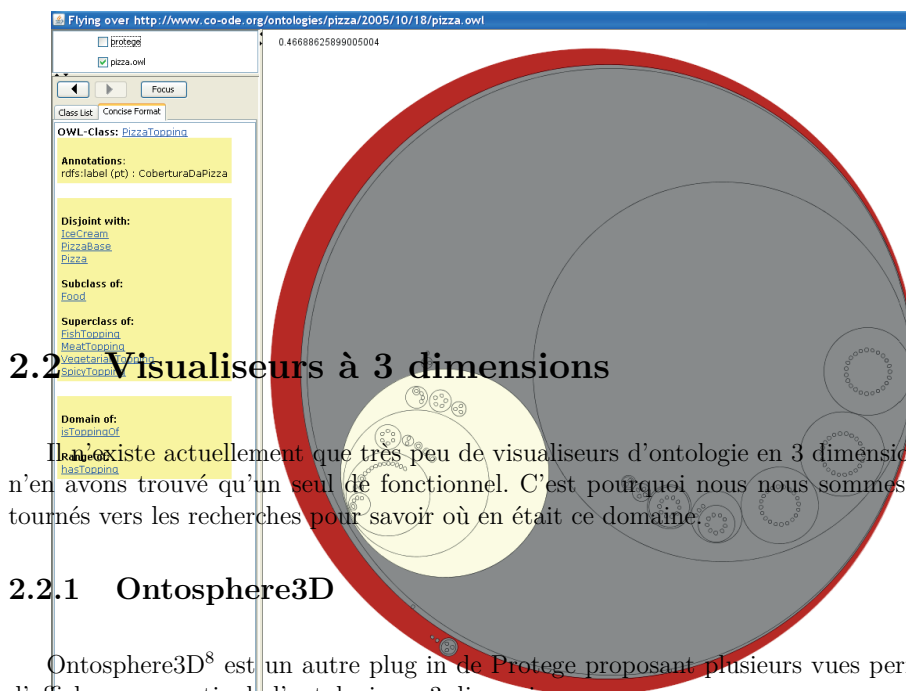 Flying over http://www.co-ode.org/ontologies/pizza/2005/10/18/pizza.owl
protege
pizza.owl
0.46688625899005004
Focus
Class List Concise Format
OWL-Class: PizzaTopping
Annotations:
rdfs:label (pt) : CoberturaDaPizza
Disjoint with:
IceCream
PizzaBase
Pizza
Subclass of:
Food
Superclass of:
FishTopping
MeatTopping
VegetarianTopping
SpicyTopping
2.2 Visualiseurs à 3 dimensions
Domain of:
isToppingOf
Range of:
hasTopping
Il n'existe actuellement que très peu de visualiseurs d'ontologie en 3 dimensio
n'en avons trouvé qu'un seul de fonctionnel. C'est pourquoi nous nous sommes
tournés vers les recherches pour savoir où en était ce domaine.
2.2.1 Ontosphere3D
Ontosphere3D8 est un autre plug in de Protege proposant plusieurs vues per